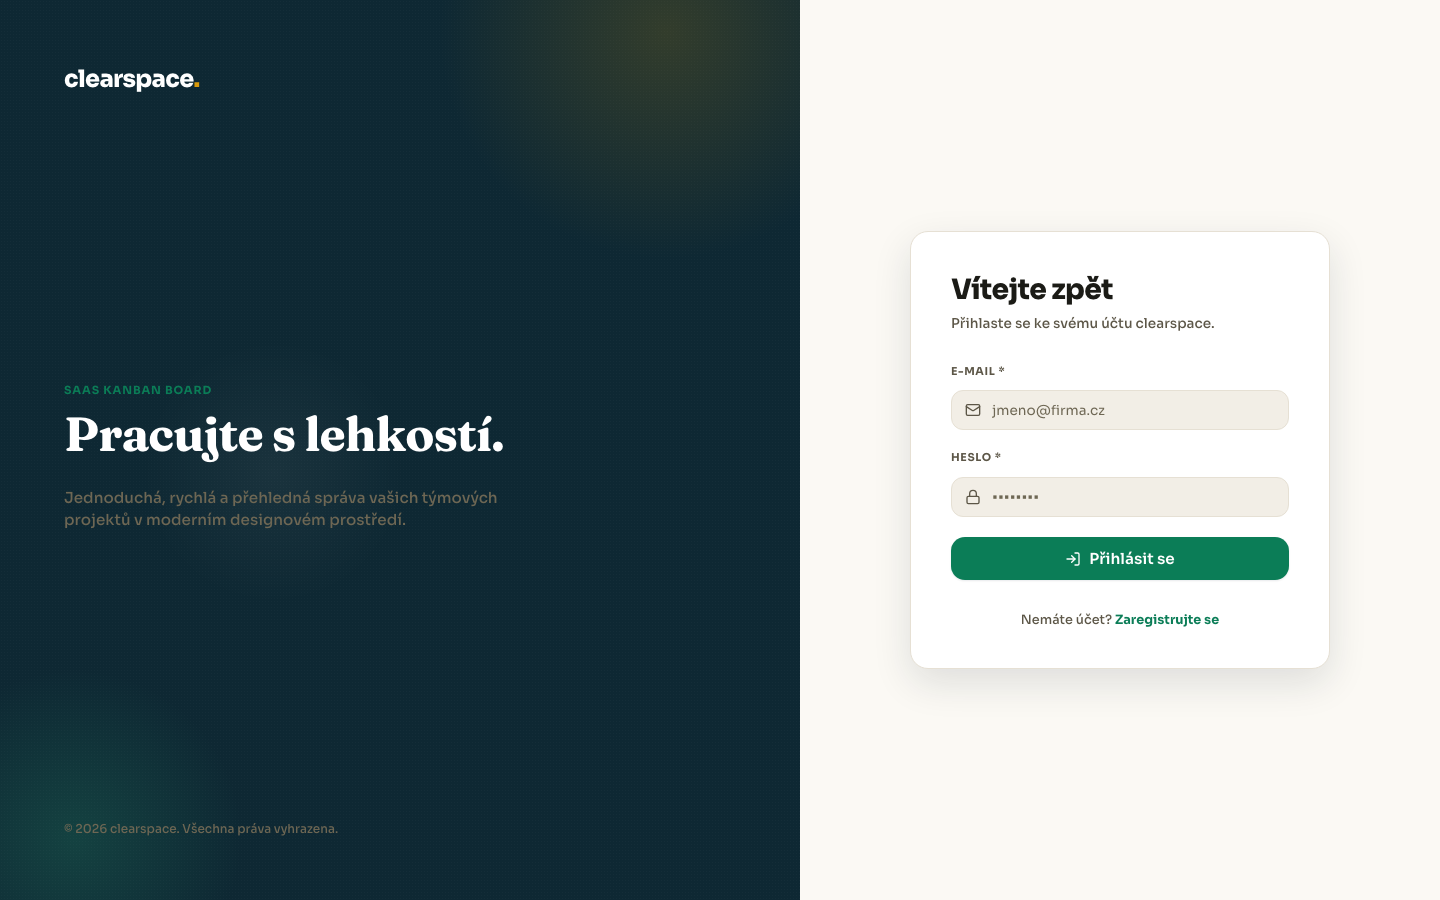 clearspace.
SAAS KANBAN BOARD
Pracujte s lehkostí.
Jednoduchá, rychlá a přehledná správa vašich týmových
projektů v moderním designovém prostředí.
© 2026 clearspace. Všechna práva vyhrazena.
Vítejte zpět
Přihlaste se ke svému účtu clearspace.
E-MAIL *
jmeno@firma.cz
HESLO *
••••••••
Přihlásit se
Nemáte účet? Zaregistrujte se